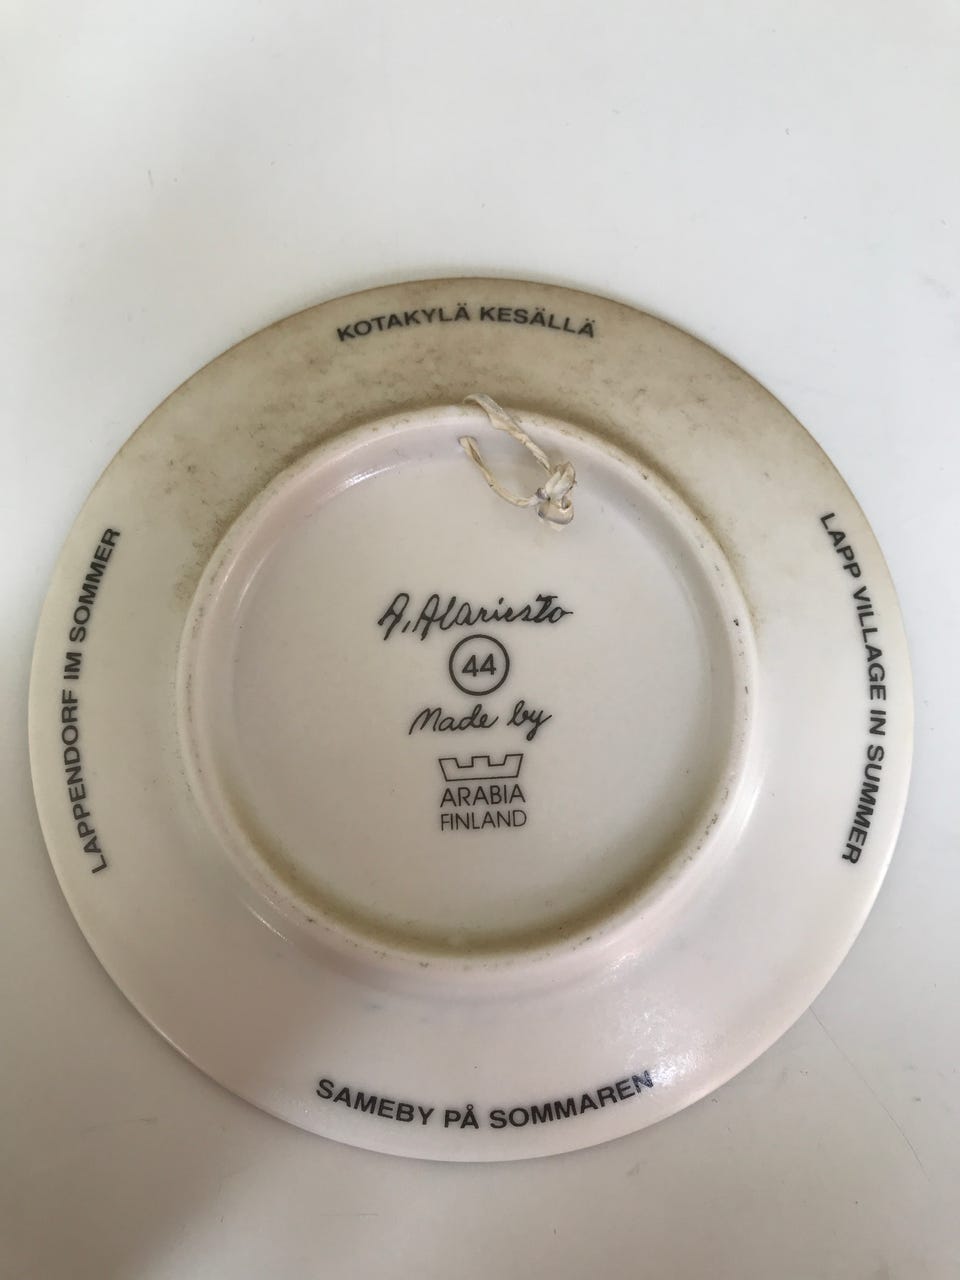 KOTAKYLÄ KESÄLLÄ
LAPP VILLAGE IN SUMMER
SAMEBY PÅ SOMMAREN
LAPPENDORF IM SOMMER
A. Alariesto
44
Made by
ARABIA
FINLAND